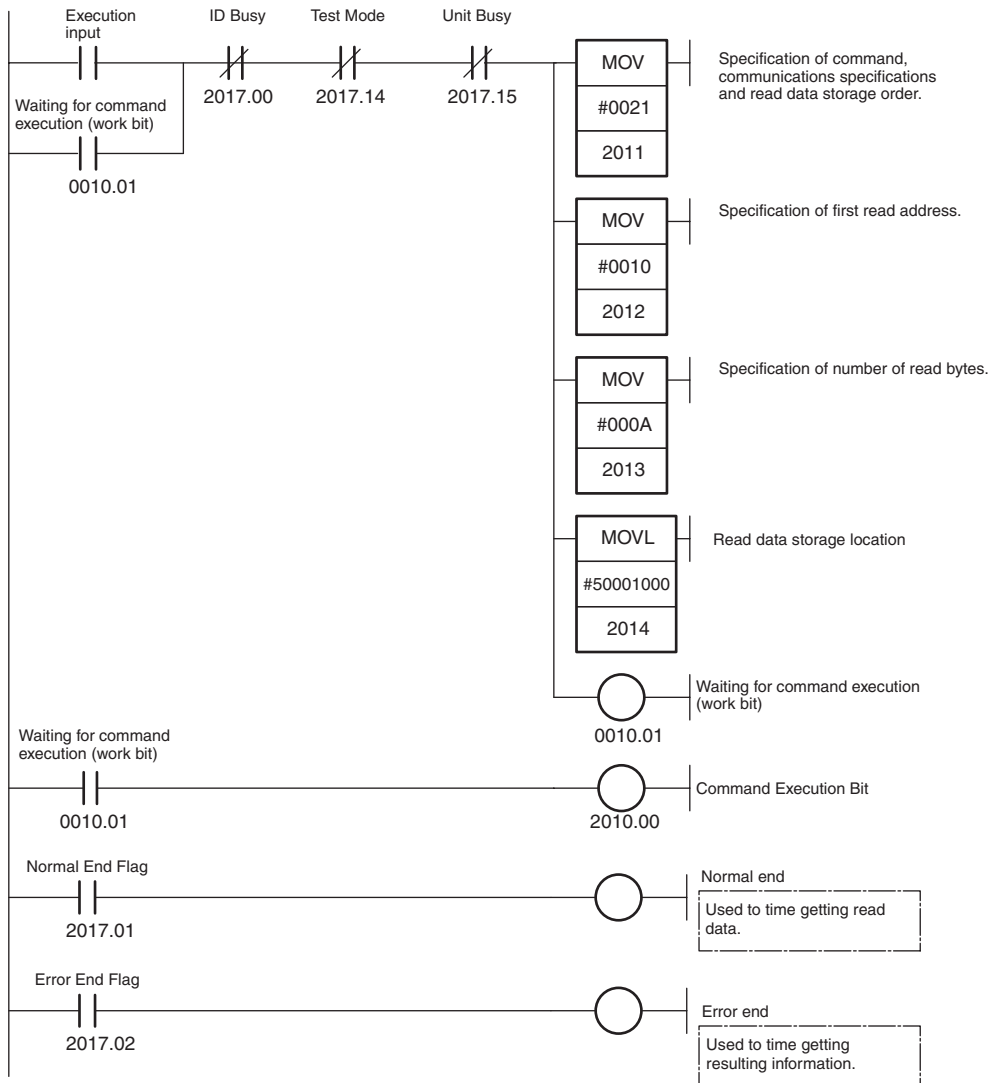 Execution
input
ID Busy
Test Mode
Unit Busy
2017.00
2017.14
2017.15
Waiting for command
execution (work bit)
0010.01
MOV
#0021
2011
Specification of command,
communications specifications
and read data storage order.
MOV
#0010
2012
Specification of first read address.
MOV
#000A
2013
Specification of number of read bytes.
MOVL
#50001000
2014
Read data storage location
Waiting for command execution
(work bit)
0010.01
Waiting for command
execution (work bit)
0010.01
2010.00
Command Execution Bit
Normal End Flag
2017.01
Normal end
Used to time getting read
data.
Error End Flag
2017.02
Error end
Used to time getting
resulting information.